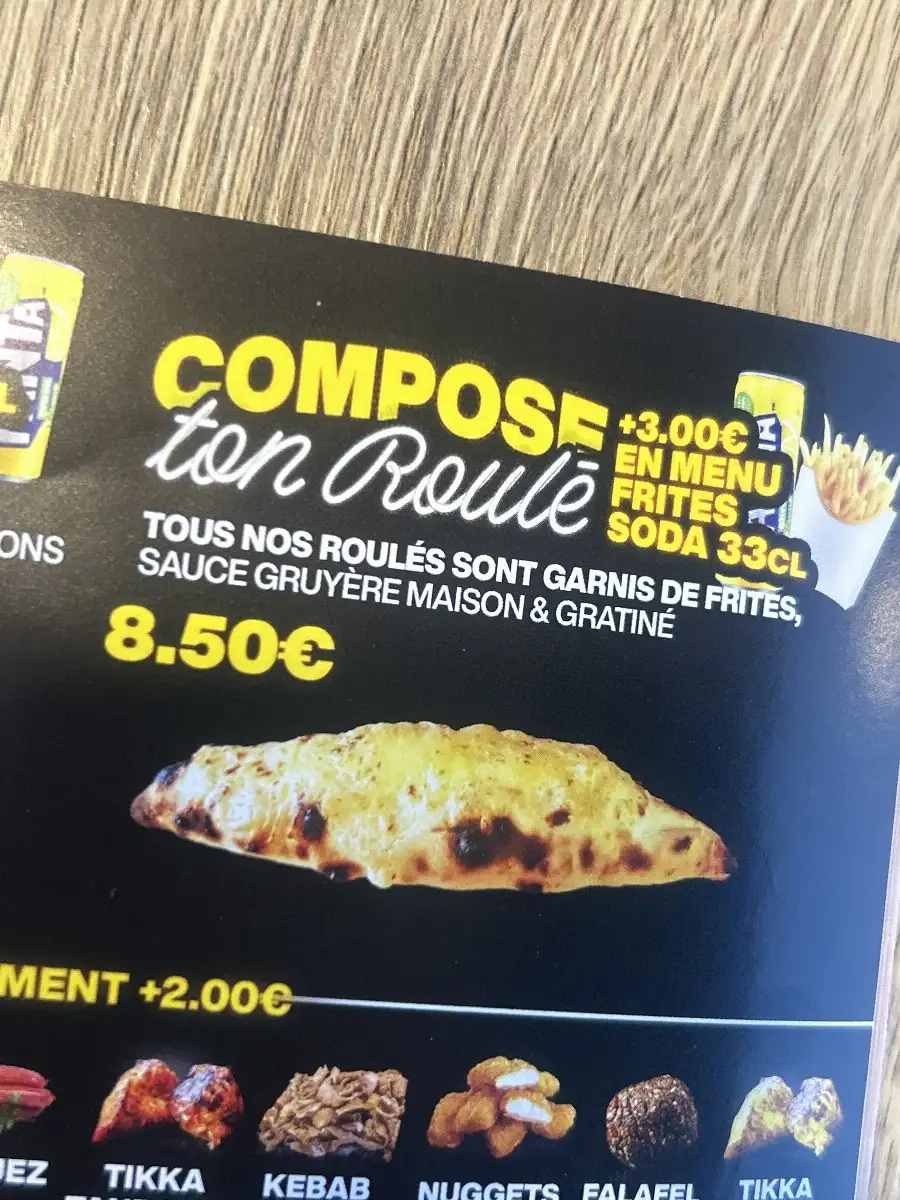 COMPOSE
ton Roulé
+3.00€
EN MENU
FRITES
SODA 33CL
TOUS NOS ROULÉS SONT GARNIS DE FRITES,
SAUCE GRUYÈRE MAISON & GRATINÉ
8.50€
ONS
MENT +2.00€
UEZ
TIKKA
KEBAB
NUGGETS
FALAFEL
TIKKA